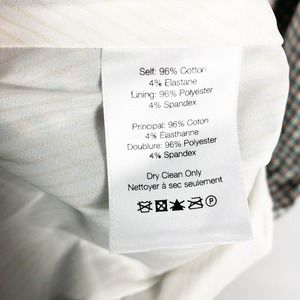 Self: 96% Cotton
4% Elastane
Lining: 96% Polyester
4% Spandex
Principal: 96% Coton
4% Élasthanne
Doublure: 96% Polyester
4% Spandex
Dry Clean Only
Nettoyer à sec seulement
P